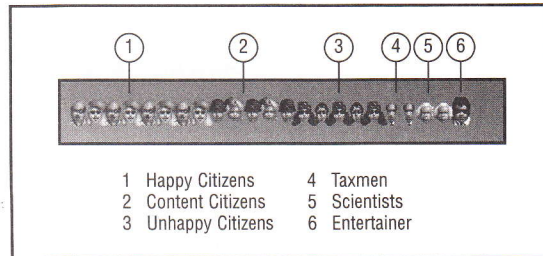 1 2 3 4 5 6
1 Happy Citizens 4 Taxmen
2 Content Citizens 5 Scientists
3 Unhappy Citizens 6 Entertainer